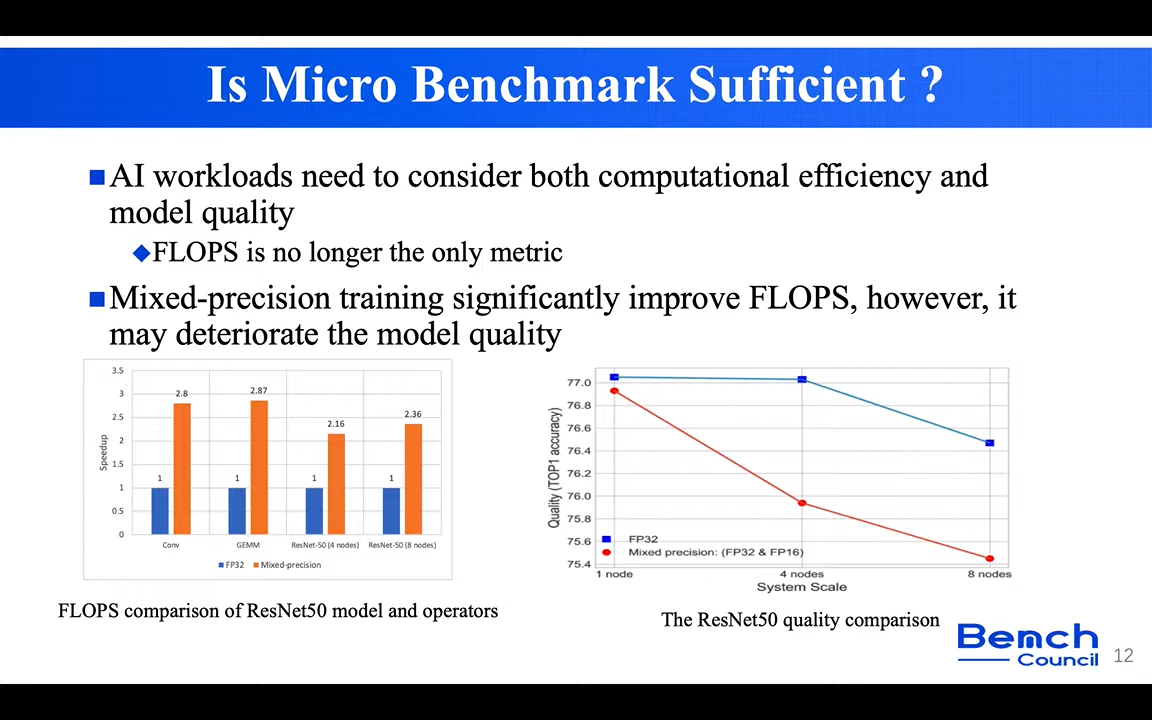 Is Micro Benchmark Sufficient ?
AI workloads need to consider both computational efficiency and
model quality
FLOPS is no longer the only metric
Mixed-precision training significantly improve FLOPS, however, it
may deteriorate the model quality
3.5
3
2.5
2
1.5
1
0.5
0
Speedup
1
2.8
1
2.87
1
2.16
1
2.36
Conv
GEMM
ResNet-50 (4 nodes)
ResNet-50 (8 nodes)
FP32
Mixed-precision
FLOPS comparison of ResNet50 model and operators
77.0
76.8
76.6
76.4
76.2
76.0
75.8
75.6
75.4
Quality (TOP1 accuracy)
FP32
Mixed precision: (FP32 & FP16)
1 node
4 nodes
8 nodes
System Scale
The ResNet50 quality comparison
Bench
Council
12